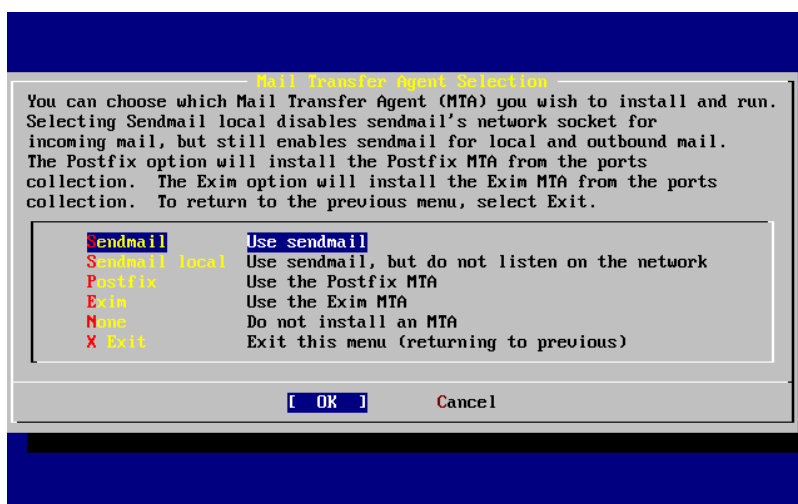 Mail Transfer Agent Selection
You can choose which Mail Transfer Agent (MTA) you wish to install and run.
Selecting Sendmail local disables sendmail's network socket for
incoming mail, but still enables sendmail for local and outbound mail.
The Postfix option will install the Postfix MTA from the ports
collection.  The Exim option will install the Exim MTA from the ports
collection.  To return to the previous menu, select Exit.
Sendmail Use sendmail
Sendmail local Use sendmail, but do not listen on the network
Postfix Use the Postfix MTA
Exim Use the Exim MTA
None Do not install an MTA
X Exit Exit this menu (returning to previous)
[ OK ] Cancel